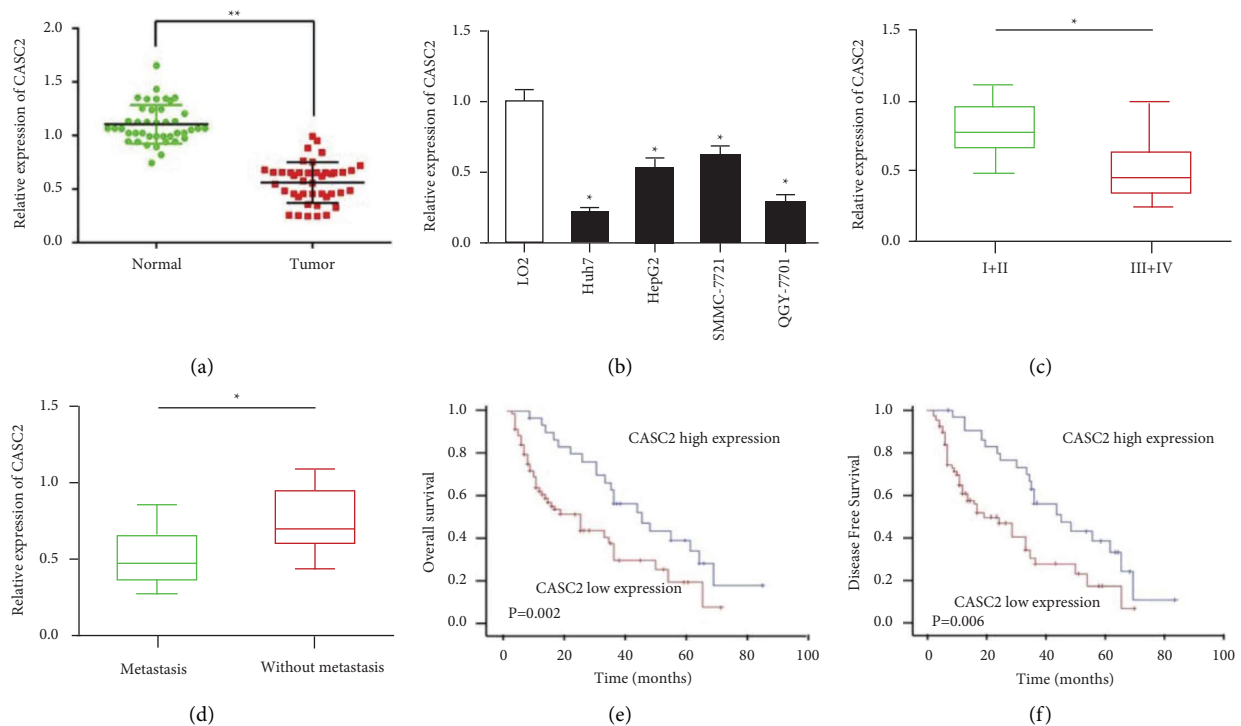 **
2.0
1.5
1.0
0.5
0.0
Relative expression of CASC2
Normal
Tumor
(a)
1.5
1.0
0.5
0.0
Relative expression of CASC2
*
*
*
*
LO2
Huh7
HepG2
SMMC-7721
QGY-7701
(b)
*
1.5
1.0
0.5
0.0
Relative expression of CASC2
I+II
III+IV
(c)
*
1.5
1.0
0.5
0.0
Relative expression of CASC2
Metastasis
Without metastasis
(d)
1.0
0.8
0.6
0.4
0.2
0.0
Overall survival
CASC2 high expression
CASC2 low expression
P=0.002
0 20 40 60 80 100
Time (months)
(e)
1.0
0.8
0.6
0.4
0.2
0.0
Disease Free Survival
CASC2 high expression
CASC2 low expression
P=0.006
0 20 40 60 80 100
Time (months)
(f)